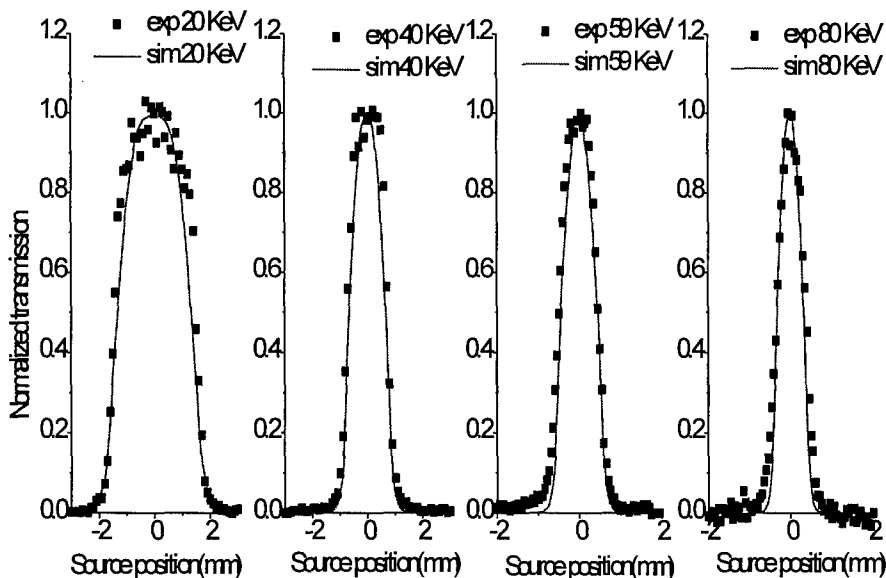 exp 20 KeV
sim 20 KeV
exp 40 KeV
sim 40 KeV
exp 59 KeV
sim 59 KeV
exp 80 KeV
sim 80 KeV
Normalized transmission
1.2
1.0
0.8
0.6
0.4
0.2
0.0
-2 0 2
Source position (mm)
1.2
1.0
0.8
0.6
0.4
0.2
0.0
-2 0 2
Source position (mm)
1.2
1.0
0.8
0.6
0.4
0.2
0.0
-2 0 2
Source position (mm)
1.2
1.0
0.8
0.6
0.4
0.2
0.0
-2 0 2
Source position (mm)